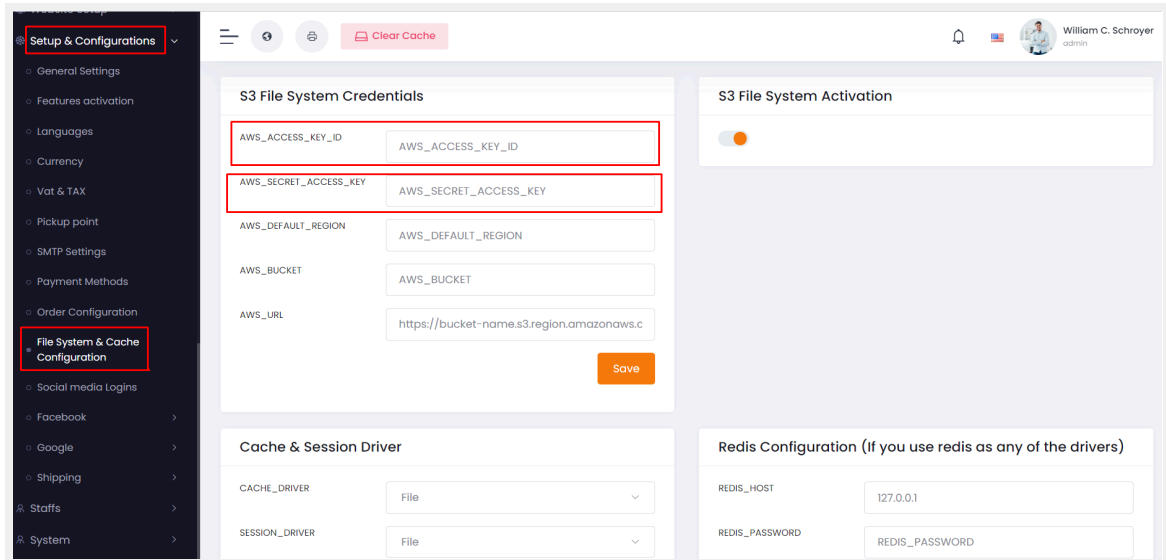 Website Setup
Setup & Configurations
General Settings
Features activation
Languages
Currency
Vat & TAX
Pickup point
SMTP Settings
Payment Methods
Order Configuration
File System & Cache
Configuration
Social media Logins
Facebook
Google
Shipping
Staffs
System
Clear Cache
William C. Schroyer
admin
S3 File System Credentials
AWS_ACCESS_KEY_ID AWS_ACCESS_KEY_ID
AWS_SECRET_ACCESS_KEY AWS_SECRET_ACCESS_KEY
AWS_DEFAULT_REGION AWS_DEFAULT_REGION
AWS_BUCKET AWS_BUCKET
AWS_URL https://bucket-name.s3.region.amazonaws.c
Save
S3 File System Activation
Cache & Session Driver
CACHE_DRIVER File
SESSION_DRIVER File
Redis Configuration (If you use redis as any of the drivers)
REDIS_HOST 127.0.0.1
REDIS_PASSWORD REDIS_PASSWORD